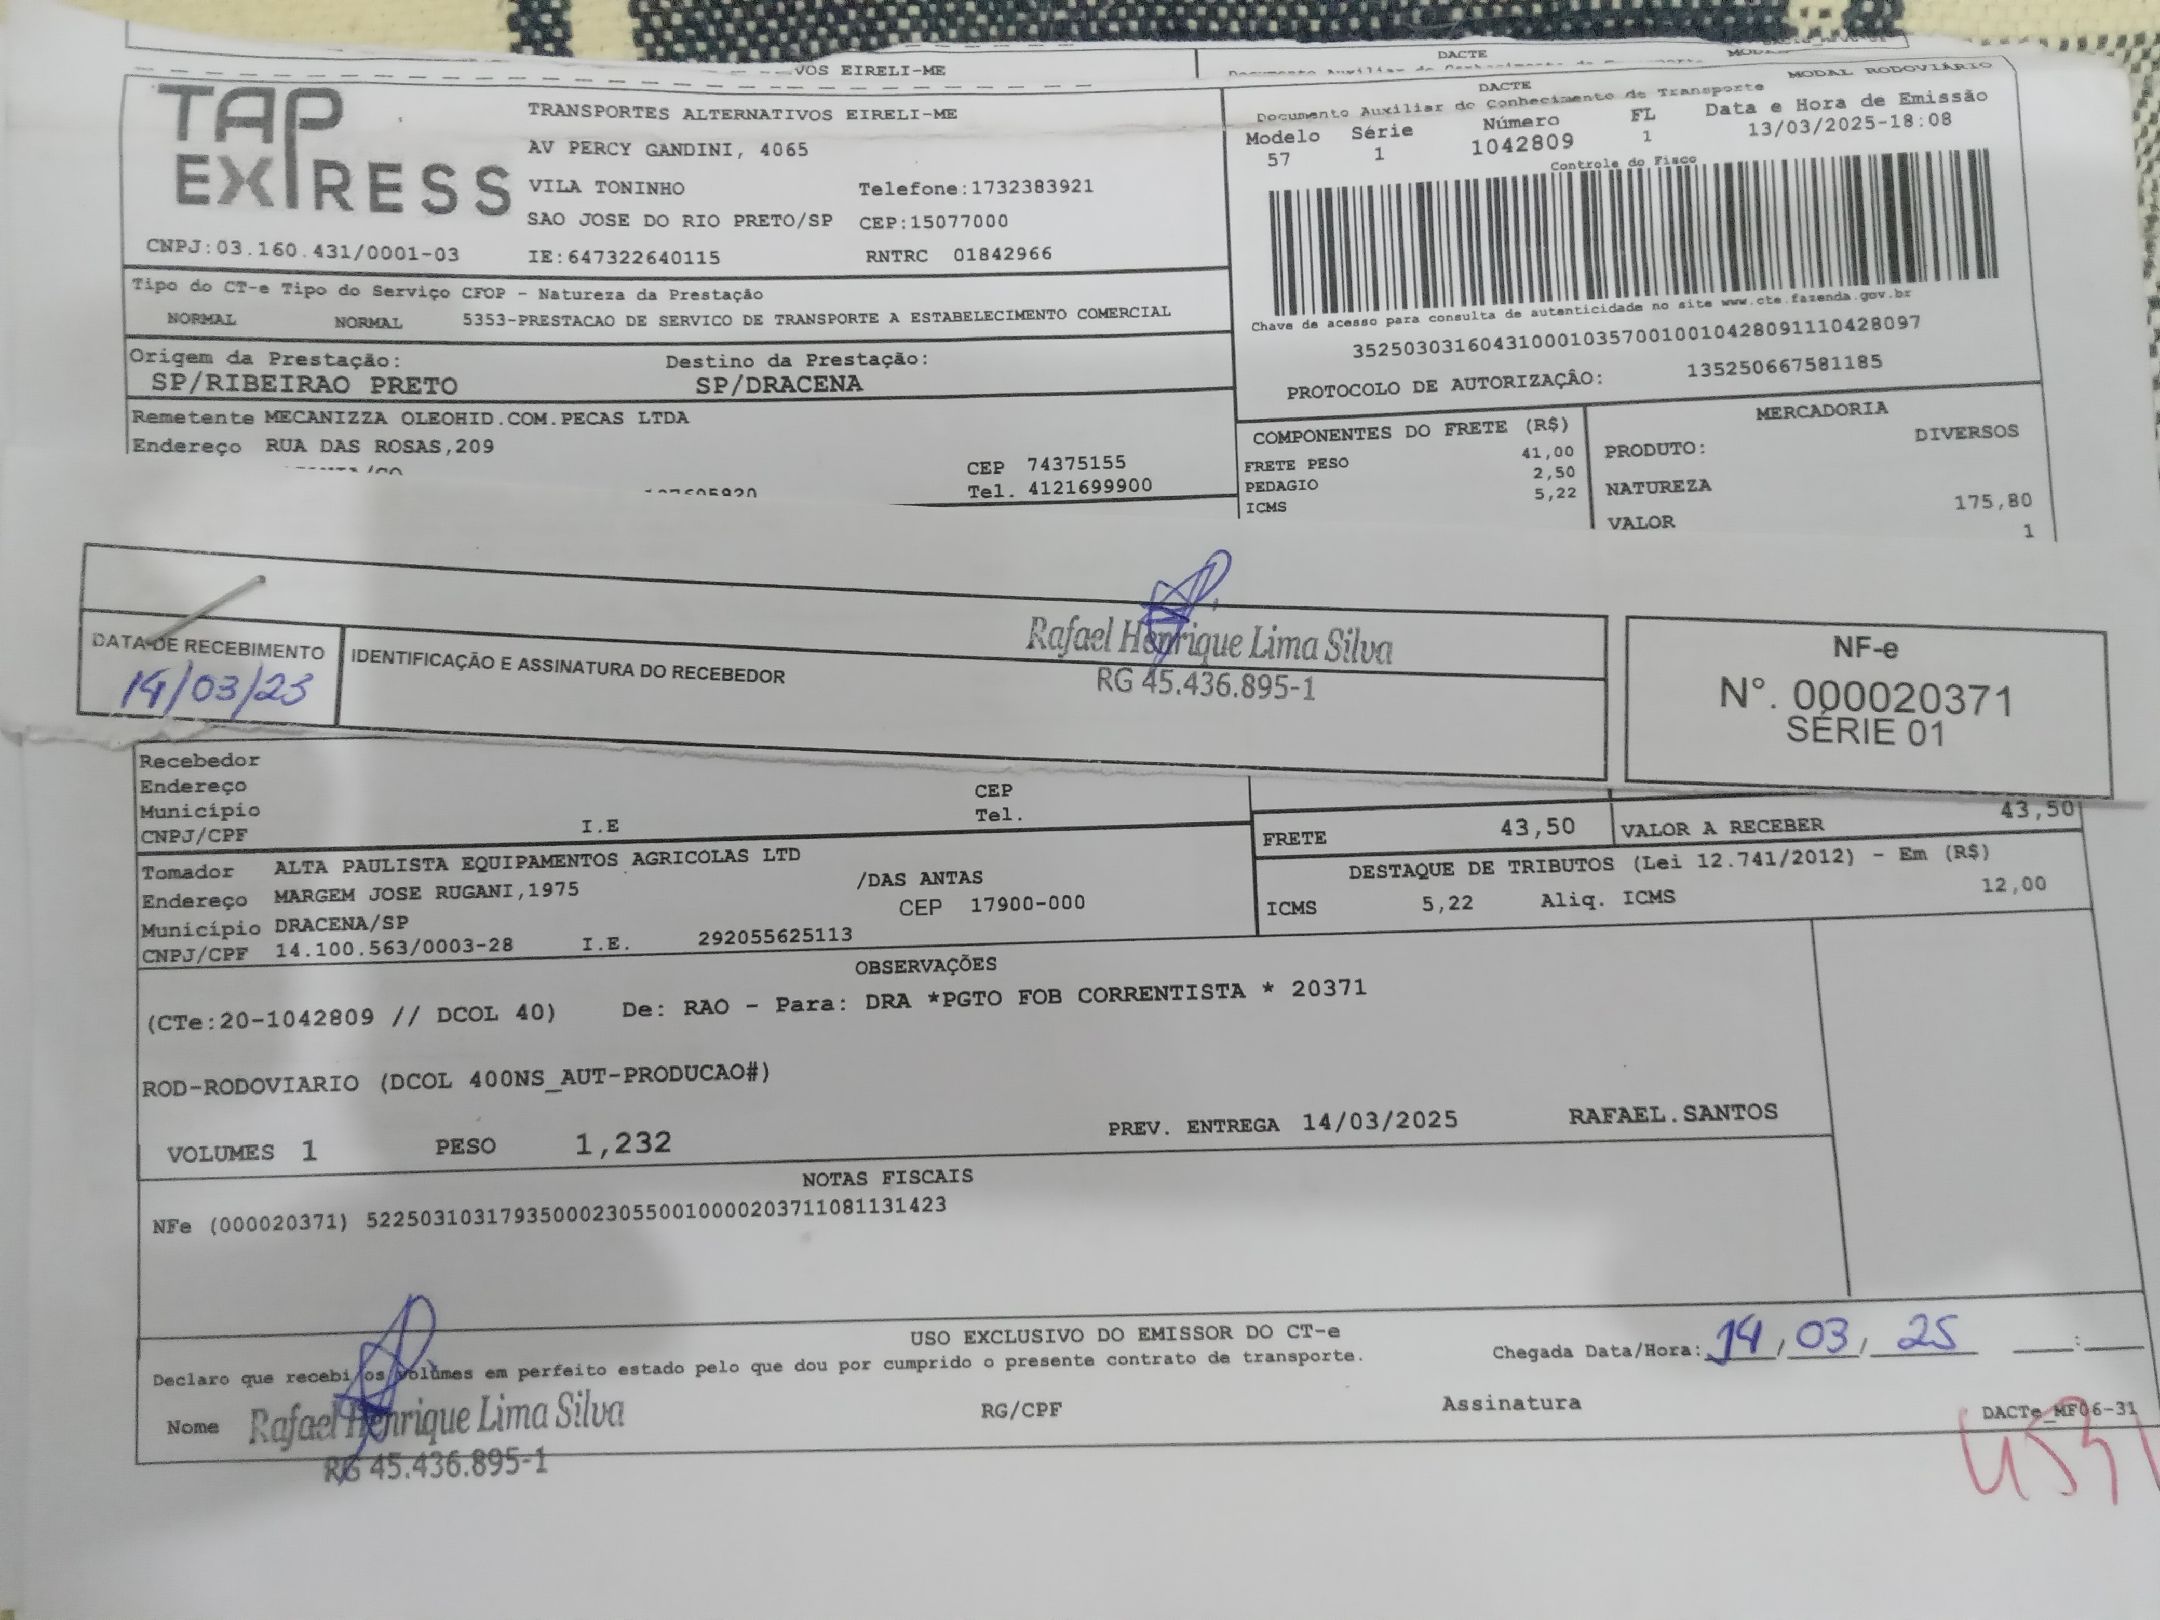 VOS EIRELI-ME
DACTE
TAP EXPRESS
TRANSPORTES ALTERNATIVOS EIRELI-ME
AV PERCY GANDINI, 4065
VILA TONINHO Telefone:1732383921
SAO JOSE DO RIO PRETO/SP CEP:15077000
CNPJ:03.160.431/0001-03 IE:647322640115 RNTRC 01842966
DACTE MODAL RODOVIÁRIO
Documento Auxiliar do Conhecimento de Transporte
Modelo Série Número FL Data e Hora de Emissão
57 1 1042809 1 13/03/2025-18:08
Controle do Fisco
Chave de acesso para consulta de autenticidade no site www.cte.fazenda.gov.br
35250303160431000103570010010428091110428097
PROTOCOLO DE AUTORIZAÇÃO: 135250667581185
Tipo do CT-e Tipo do Serviço CFOP - Natureza da Prestação
NORMAL NORMAL 5353-PRESTACAO DE SERVICO DE TRANSPORTE A ESTABELECIMENTO COMERCIAL
Origem da Prestação: Destino da Prestação:
SP/RIBEIRAO PRETO SP/DRACENA
Remetente MECANIZZA OLEOHID.COM.PECAS LTDA
Endereço RUA DAS ROSAS,209
CEP 74375155
Tel. 4121699900
COMPONENTES DO FRETE (R$)
FRETE PESO 41,00
PEDAGIO 2,50
ICMS 5,22
MERCADORIA
PRODUTO: DIVERSOS
NATUREZA
VALOR 175,80
1
DATA DE RECEBIMENTO
14/03/23
IDENTIFICAÇÃO E ASSINATURA DO RECEBEDOR
Rafael Henrique Lima Silva
RG 45.436.895-1
NF-e
Nº. 000020371
SÉRIE 01
Recebedor
Endereço CEP
Município Tel.
CNPJ/CPF I.E
FRETE 43,50 VALOR A RECEBER 43,50
Tomador ALTA PAULISTA EQUIPAMENTOS AGRICOLAS LTD
Endereço MARGEM JOSE RUGANI,1975 /DAS ANTAS
Município DRACENA/SP CEP 17900-000
CNPJ/CPF 14.100.563/0003-28 I.E. 292055625113
DESTAQUE DE TRIBUTOS (Lei 12.741/2012) - Em (R$)
ICMS 5,22 Aliq. ICMS 12,00
OBSERVAÇÕES
(CTe:20-1042809 // DCOL 40) De: RAO - Para: DRA *PGTO FOB CORRENTISTA * 20371
ROD-RODOVIARIO (DCOL 400NS_AUT-PRODUCAO#)
VOLUMES 1 PESO 1,232 PREV. ENTREGA 14/03/2025 RAFAEL.SANTOS
NOTAS FISCAIS
NFe (000020371) 52250310317935000230550010000203711081131423
USO EXCLUSIVO DO EMISSOR DO CT-e
Declaro que recebi os volumes em perfeito estado pelo que dou por cumprido o presente contrato de transporte.
Chegada Data/Hora: 14/03/25 :
Nome Rafael Henrique Lima Silva RG/CPF Assinatura
RG 45.436.895-1
DACTe_MF06-31